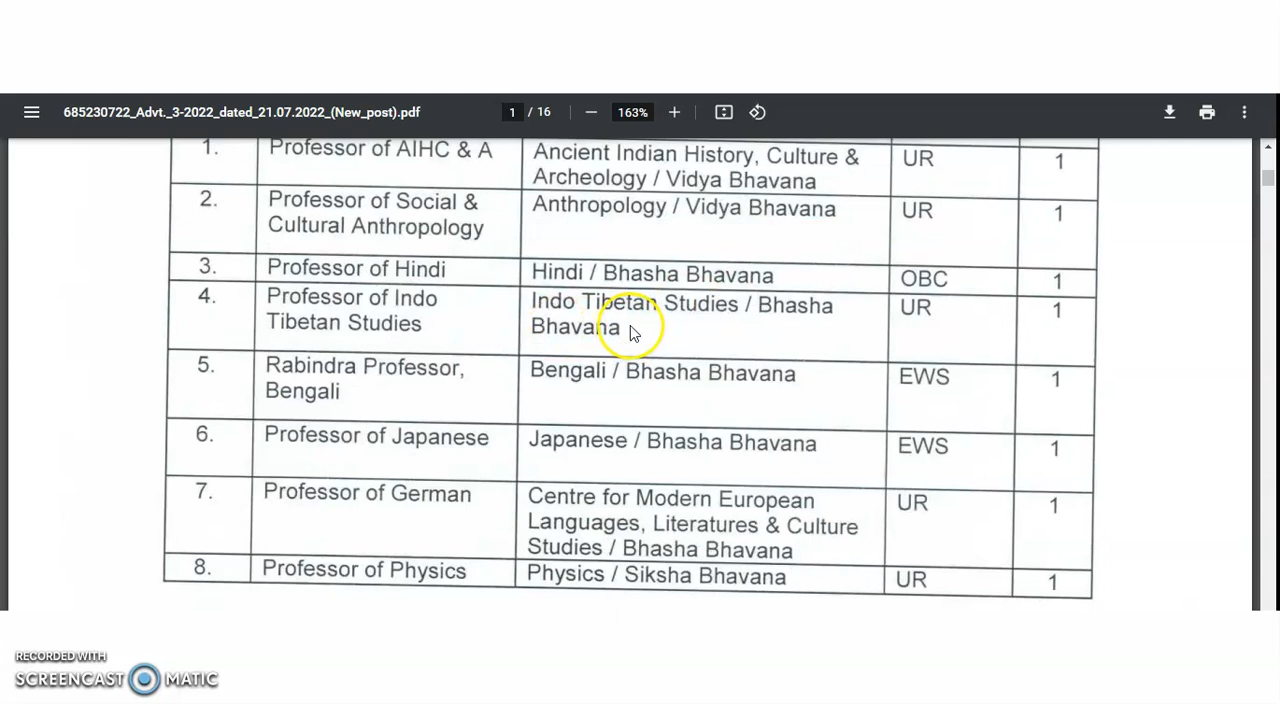 685230722_Advt._3-2022_dated_21.07.2022_(New_post).pdf 1 / 16 163%
1. Professor of AIHC & A Ancient Indian History, Culture & UR 1
Archeology / Vidya Bhavana
2. Professor of Social & Anthropology / Vidya Bhavana UR 1
Cultural Anthropology
3. Professor of Hindi Hindi / Bhasha Bhavana OBC 1
4. Professor of Indo Indo Tibetan Studies / Bhasha UR 1
Tibetan Studies Bhavana
5. Rabindra Professor, Bengali / Bhasha Bhavana EWS 1
Bengali
6. Professor of Japanese Japanese / Bhasha Bhavana EWS 1
7. Professor of German Centre for Modern European UR 1
Languages, Literatures & Culture
Studies / Bhasha Bhavana
8. Professor of Physics Physics / Siksha Bhavana UR 1
RECORDED WITH
SCREENCAST MATIC